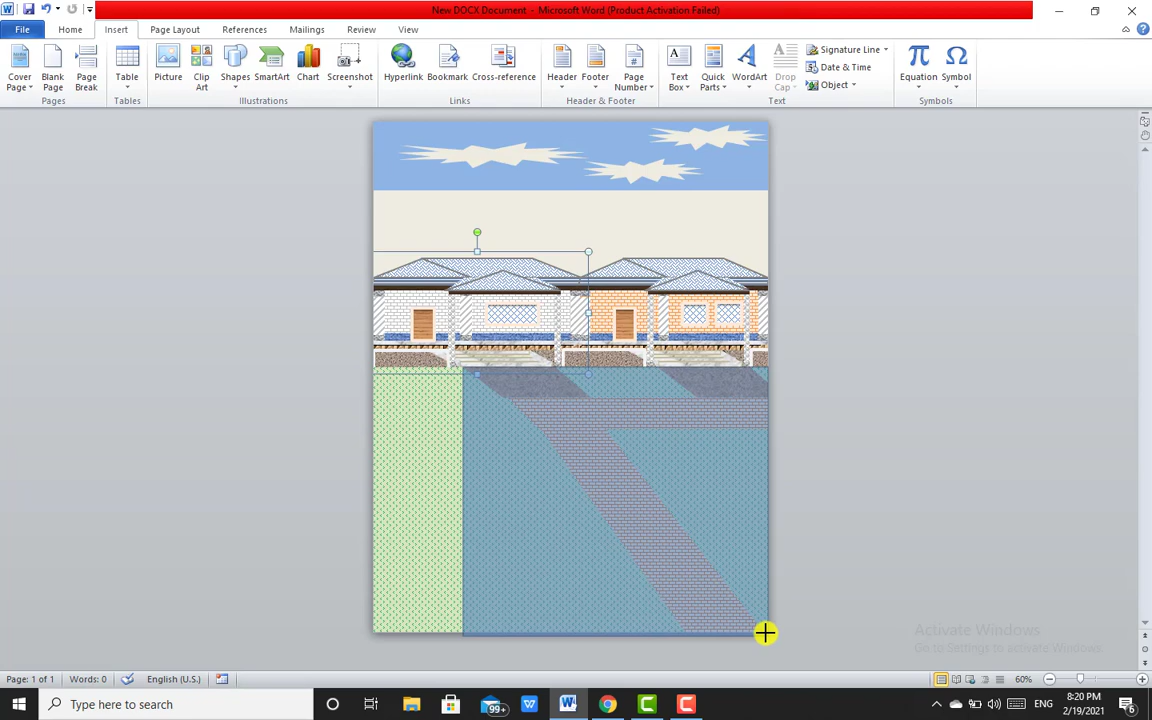 New DOCX Document - Microsoft Word (Product Activation Failed)
File Home Insert Page Layout References Mailings Review View
Cover Page
Blank Page
Page Break
Table
Picture
Clip Art
Shapes
SmartArt
Chart
Screenshot
Hyperlink
Bookmark
Cross-reference
Header
Footer
Page Number
Text Box
Quick Parts
WordArt
Drop Cap
Signature Line
Date & Time
Object
Equation
Symbol
Pages Tables Illustrations Links Header & Footer Text Symbols
Activate Windows
Go to Settings to activate Windows.
Page: 1 of 1 Words: 0 English (U.S.) 60%
Type here to search
99+
ENG
8:20 PM
2/19/2021
6